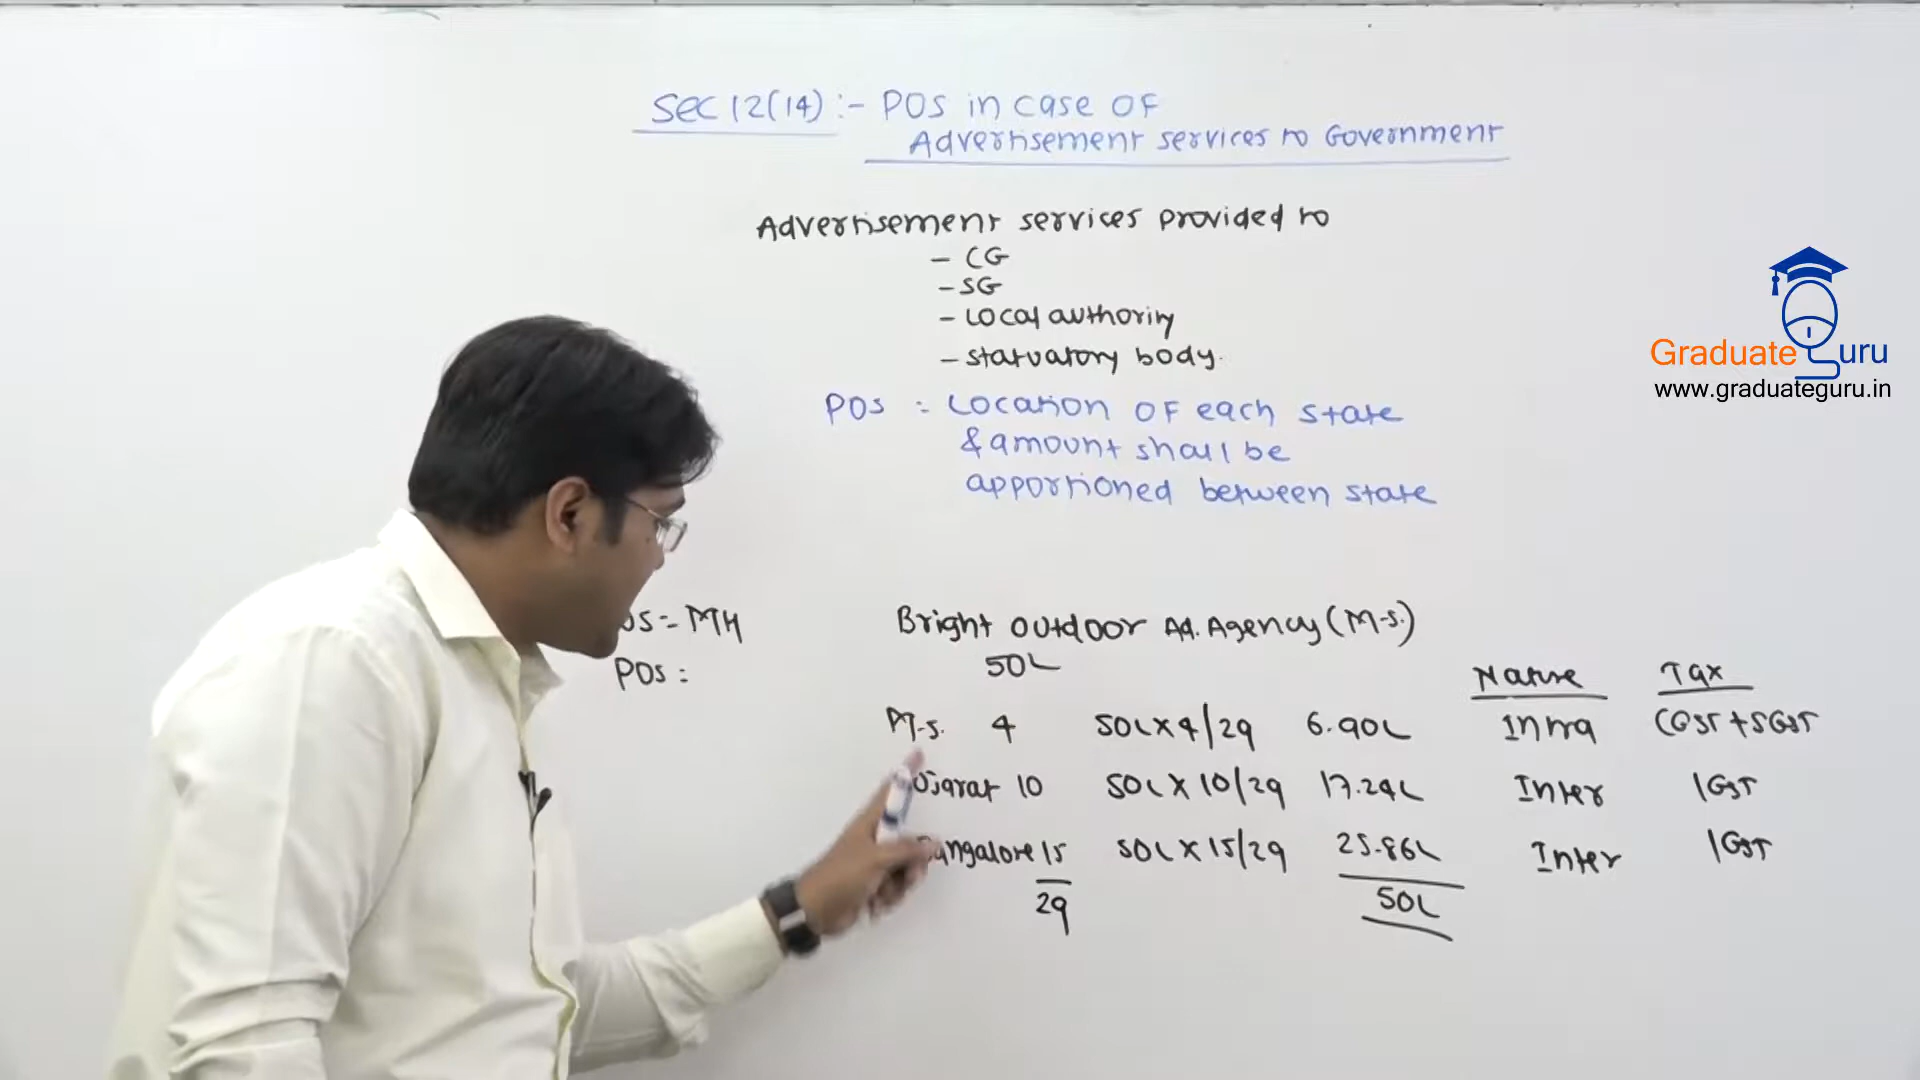 Sec 12(14) :- POS in case OF
Advertisement services to Government
Advertisement services provided to
- CG
- SG
- Local authority
- statuatory body.
POS : Location OF each state
& amount shall be
apportioned between state
OS = MH
POS :
Bright outdoor Ad. Agency (M-S.)
50L
Nature Tax
M-S. 4 50L x 4/29 6.90L Intra CGST + SGST
ujarat 10 50L x 10/29 17.24L Inter IGST
Bangalore 15 50L x 15/29 25.86L Inter IGST
29 50L
GraduateGuru
www.graduateguru.in